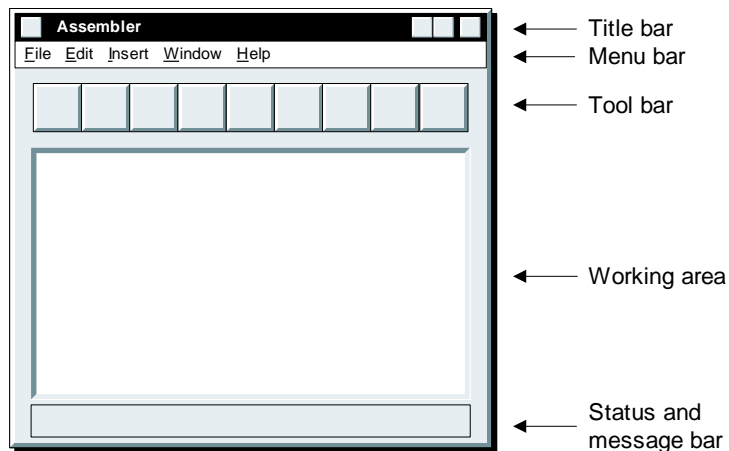 Assembler
Title bar
File Edit Insert Window Help
Menu bar
Tool bar
Working area
Status and
message bar